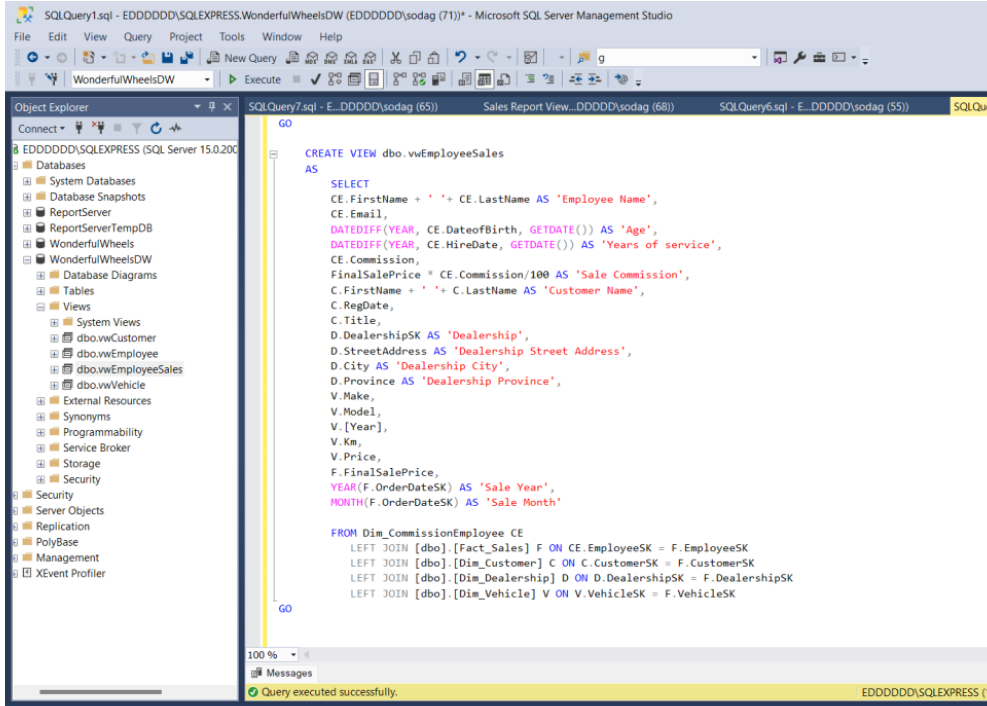 SQLQuery1.sql - EDDDDDD\SQLEXPRESS.WonderfulWheelsDW (EDDDDDD\sodag (71))* - Microsoft SQL Server Management Studio
File Edit View Query Project Tools Window Help
New Query g
WonderfulWheelsDW Execute
Object Explorer
Connect
EDDDDDD\SQLEXPRESS (SQL Server 15.0.200
Databases
System Databases
Database Snapshots
ReportServer
ReportServerTempDB
WonderfulWheels
WonderfulWheelsDW
Database Diagrams
Tables
Views
System Views
dbo.vwCustomer
dbo.vwEmployee
dbo.vwEmployeeSales
dbo.vwVehicle
External Resources
Synonyms
Programmability
Service Broker
Storage
Security
Security
Server Objects
Replication
PolyBase
Management
XEvent Profiler
SQLQuery7.sql - E...DDDDD\sodag (65)) Sales Report View...DDDDD\sodag (68)) SQLQuery6.sql - E...DDDDD\sodag (55)) SQLQue
GO
CREATE VIEW dbo.vwEmployeeSales
AS
SELECT
CE.FirstName + ' '+ CE.LastName AS 'Employee Name',
CE.Email,
DATEDIFF(YEAR, CE.DateofBirth, GETDATE()) AS 'Age',
DATEDIFF(YEAR, CE.HireDate, GETDATE()) AS 'Years of service',
CE.Commission,
FinalSalePrice * CE.Commission/100 AS 'Sale Commission',
C.FirstName + ' '+ C.LastName AS 'Customer Name',
C.RegDate,
C.Title,
D.DealershipSK AS 'Dealership',
D.StreetAddress AS 'Dealership Street Address',
D.City AS 'Dealership City',
D.Province AS 'Dealership Province',
V.Make,
V.Model,
V.[Year],
V.Km,
V.Price,
F.FinalSalePrice,
YEAR(F.OrderDateSK) AS 'Sale Year',
MONTH(F.OrderDateSK) AS 'Sale Month'
FROM Dim_CommissionEmployee CE
LEFT JOIN [dbo].[Fact_Sales] F ON CE.EmployeeSK = F.EmployeeSK
LEFT JOIN [dbo].[Dim_Customer] C ON C.CustomerSK = F.CustomerSK
LEFT JOIN [dbo].[Dim_Dealership] D ON D.DealershipSK = F.DealershipSK
LEFT JOIN [dbo].[Dim_Vehicle] V ON V.VehicleSK = F.VehicleSK
GO
100 %
Messages
Query executed successfully. EDDDDDD\SQLEXPRESS (